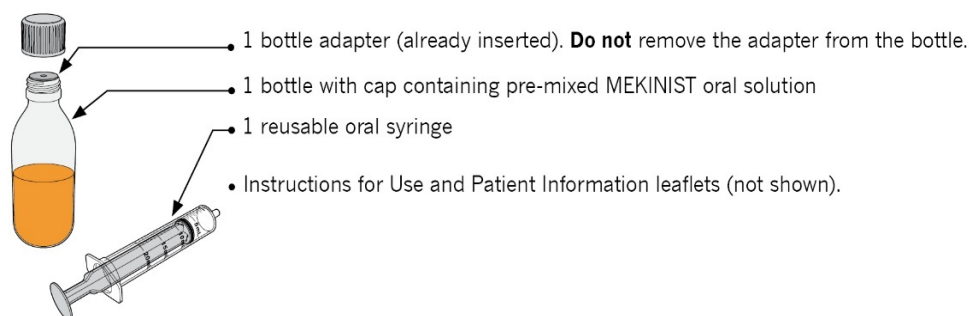 • 1 bottle adapter (already inserted). Do not remove the adapter from the bottle.
• 1 bottle with cap containing pre-mixed MEKINIST oral solution
• 1 reusable oral syringe
• Instructions for Use and Patient Information leaflets (not shown).